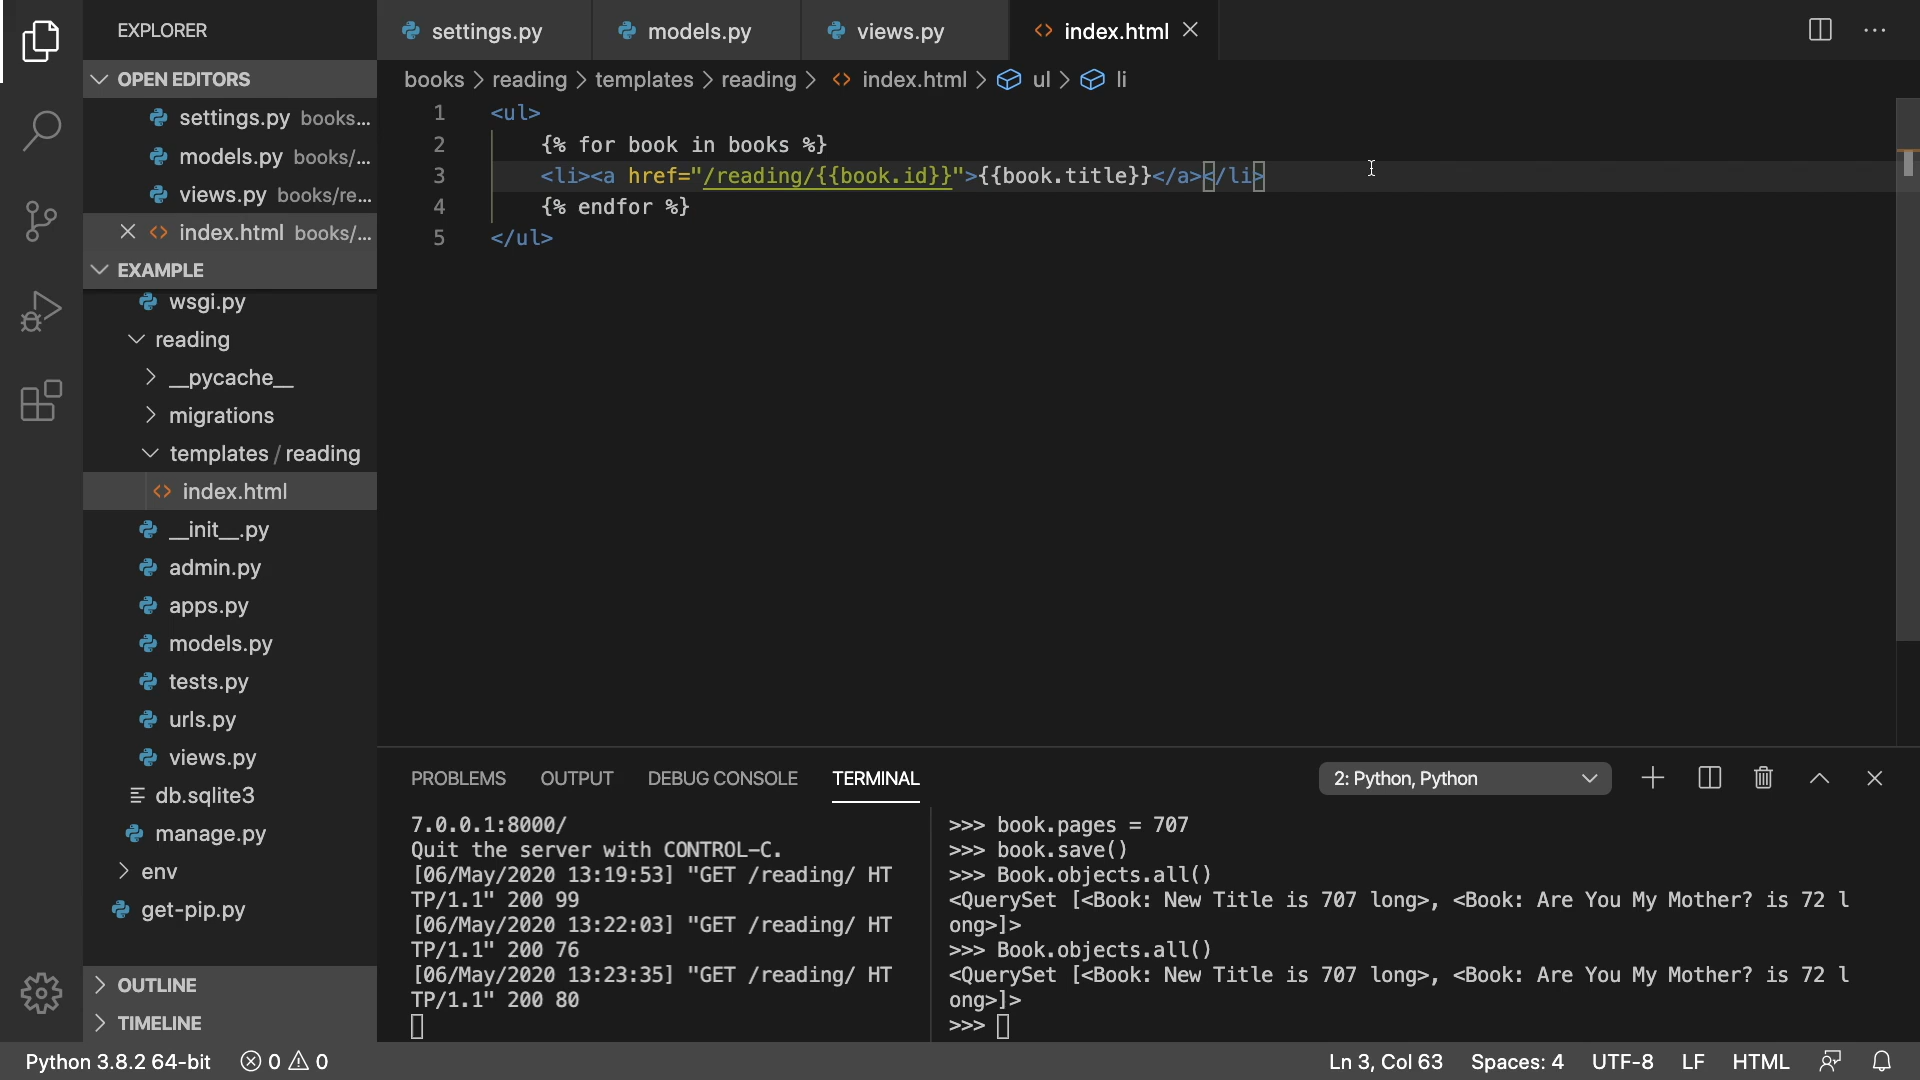 EXPLORER
OPEN EDITORS
settings.py books...
models.py books/...
views.py books/re...
index.html books/...
EXAMPLE
wsgi.py
reading
__pycache__
migrations
templates / reading
index.html
__init__.py
admin.py
apps.py
models.py
tests.py
urls.py
views.py
db.sqlite3
manage.py
env
get-pip.py
OUTLINE
TIMELINE
settings.py models.py views.py index.html
books > reading > templates > reading > index.html > ul > li
1 <ul>
2 {% for book in books %}
3 <li><a href="/reading/{{book.id}}">{{book.title}}</a></li>
4 {% endfor %}
5 </ul>
PROBLEMS OUTPUT DEBUG CONSOLE TERMINAL
2: Python, Python
7.0.0.1:8000/
Quit the server with CONTROL-C.
[06/May/2020 13:19:53] "GET /reading/ HT
TP/1.1" 200 99
[06/May/2020 13:22:03] "GET /reading/ HT
TP/1.1" 200 76
[06/May/2020 13:23:35] "GET /reading/ HT
TP/1.1" 200 80
>>> book.pages = 707
>>> book.save()
>>> Book.objects.all()
<QuerySet [<Book: New Title is 707 long>, <Book: Are You My Mother? is 72 l
ong>]>
>>> Book.objects.all()
<QuerySet [<Book: New Title is 707 long>, <Book: Are You My Mother? is 72 l
ong>]>
>>>
Python 3.8.2 64-bit 0 0 Ln 3, Col 63 Spaces: 4 UTF-8 LF HTML